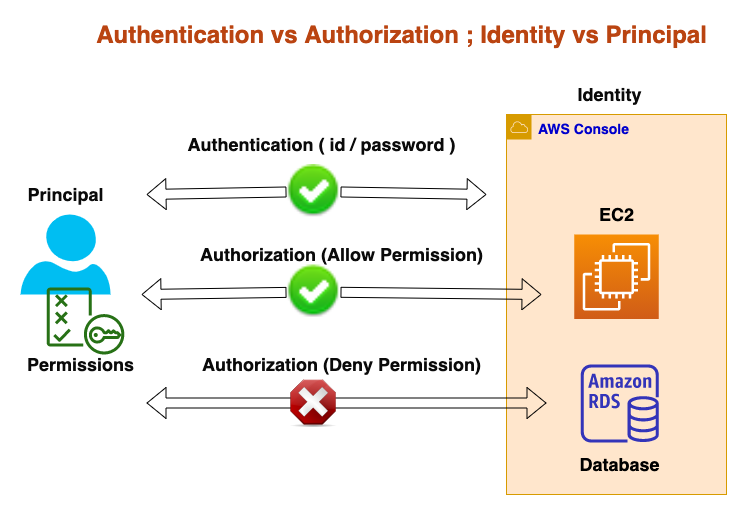 Authentication vs Authorization ; Identity vs Principal
Identity
AWS Console
Authentication ( id / password )
Principal
EC2
Authorization (Allow Permission)
Permissions
Authorization (Deny Permission)
Amazon
RDS
Database